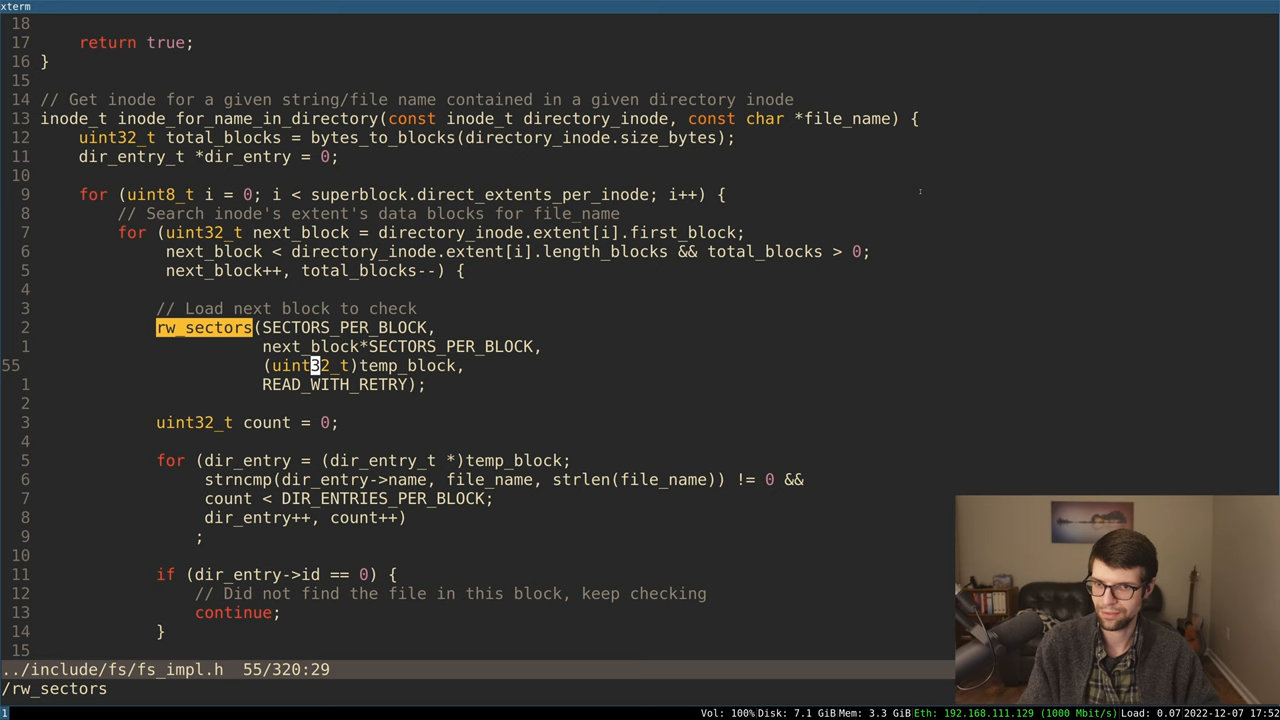 xterm
18
17     return true;
16 }
15
14 // Get inode for a given string/file name contained in a given directory inode
13 inode_t inode_for_name_in_directory(const inode_t directory_inode, const char *file_name) {
12     uint32_t total_blocks = bytes_to_blocks(directory_inode.size_bytes);
11     dir_entry_t *dir_entry = 0;
10
9     for (uint8_t i = 0; i < superblock.direct_extents_per_inode; i++) {
8         // Search inode's extent's data blocks for file_name
7         for (uint32_t next_block = directory_inode.extent[i].first_block;
6              next_block < directory_inode.extent[i].length_blocks && total_blocks > 0;
5              next_block++, total_blocks--) {
4
3             // Load next block to check
2             rw_sectors(SECTORS_PER_BLOCK,
1                        next_block*SECTORS_PER_BLOCK,
55                        (uint32_t)temp_block,
1                        READ_WITH_RETRY);
2
3             uint32_t count = 0;
4
5             for (dir_entry = (dir_entry_t *)temp_block;
6                  strncmp(dir_entry->name, file_name, strlen(file_name)) != 0 &&
7                  count < DIR_ENTRIES_PER_BLOCK;
8                  dir_entry++, count++)
9                 ;
10
11             if (dir_entry->id == 0) {
12                 // Did not find the file in this block, keep checking
13                 continue;
14             }
15
../include/fs/fs_impl.h  55/320:29
/rw_sectors
1 Vol: 100% Disk: 7.1 GiB Mem: 3.3 GiB Eth: 192.168.111.129 (1000 Mbit/s) Load: 0.07 2022-12-07 17:52